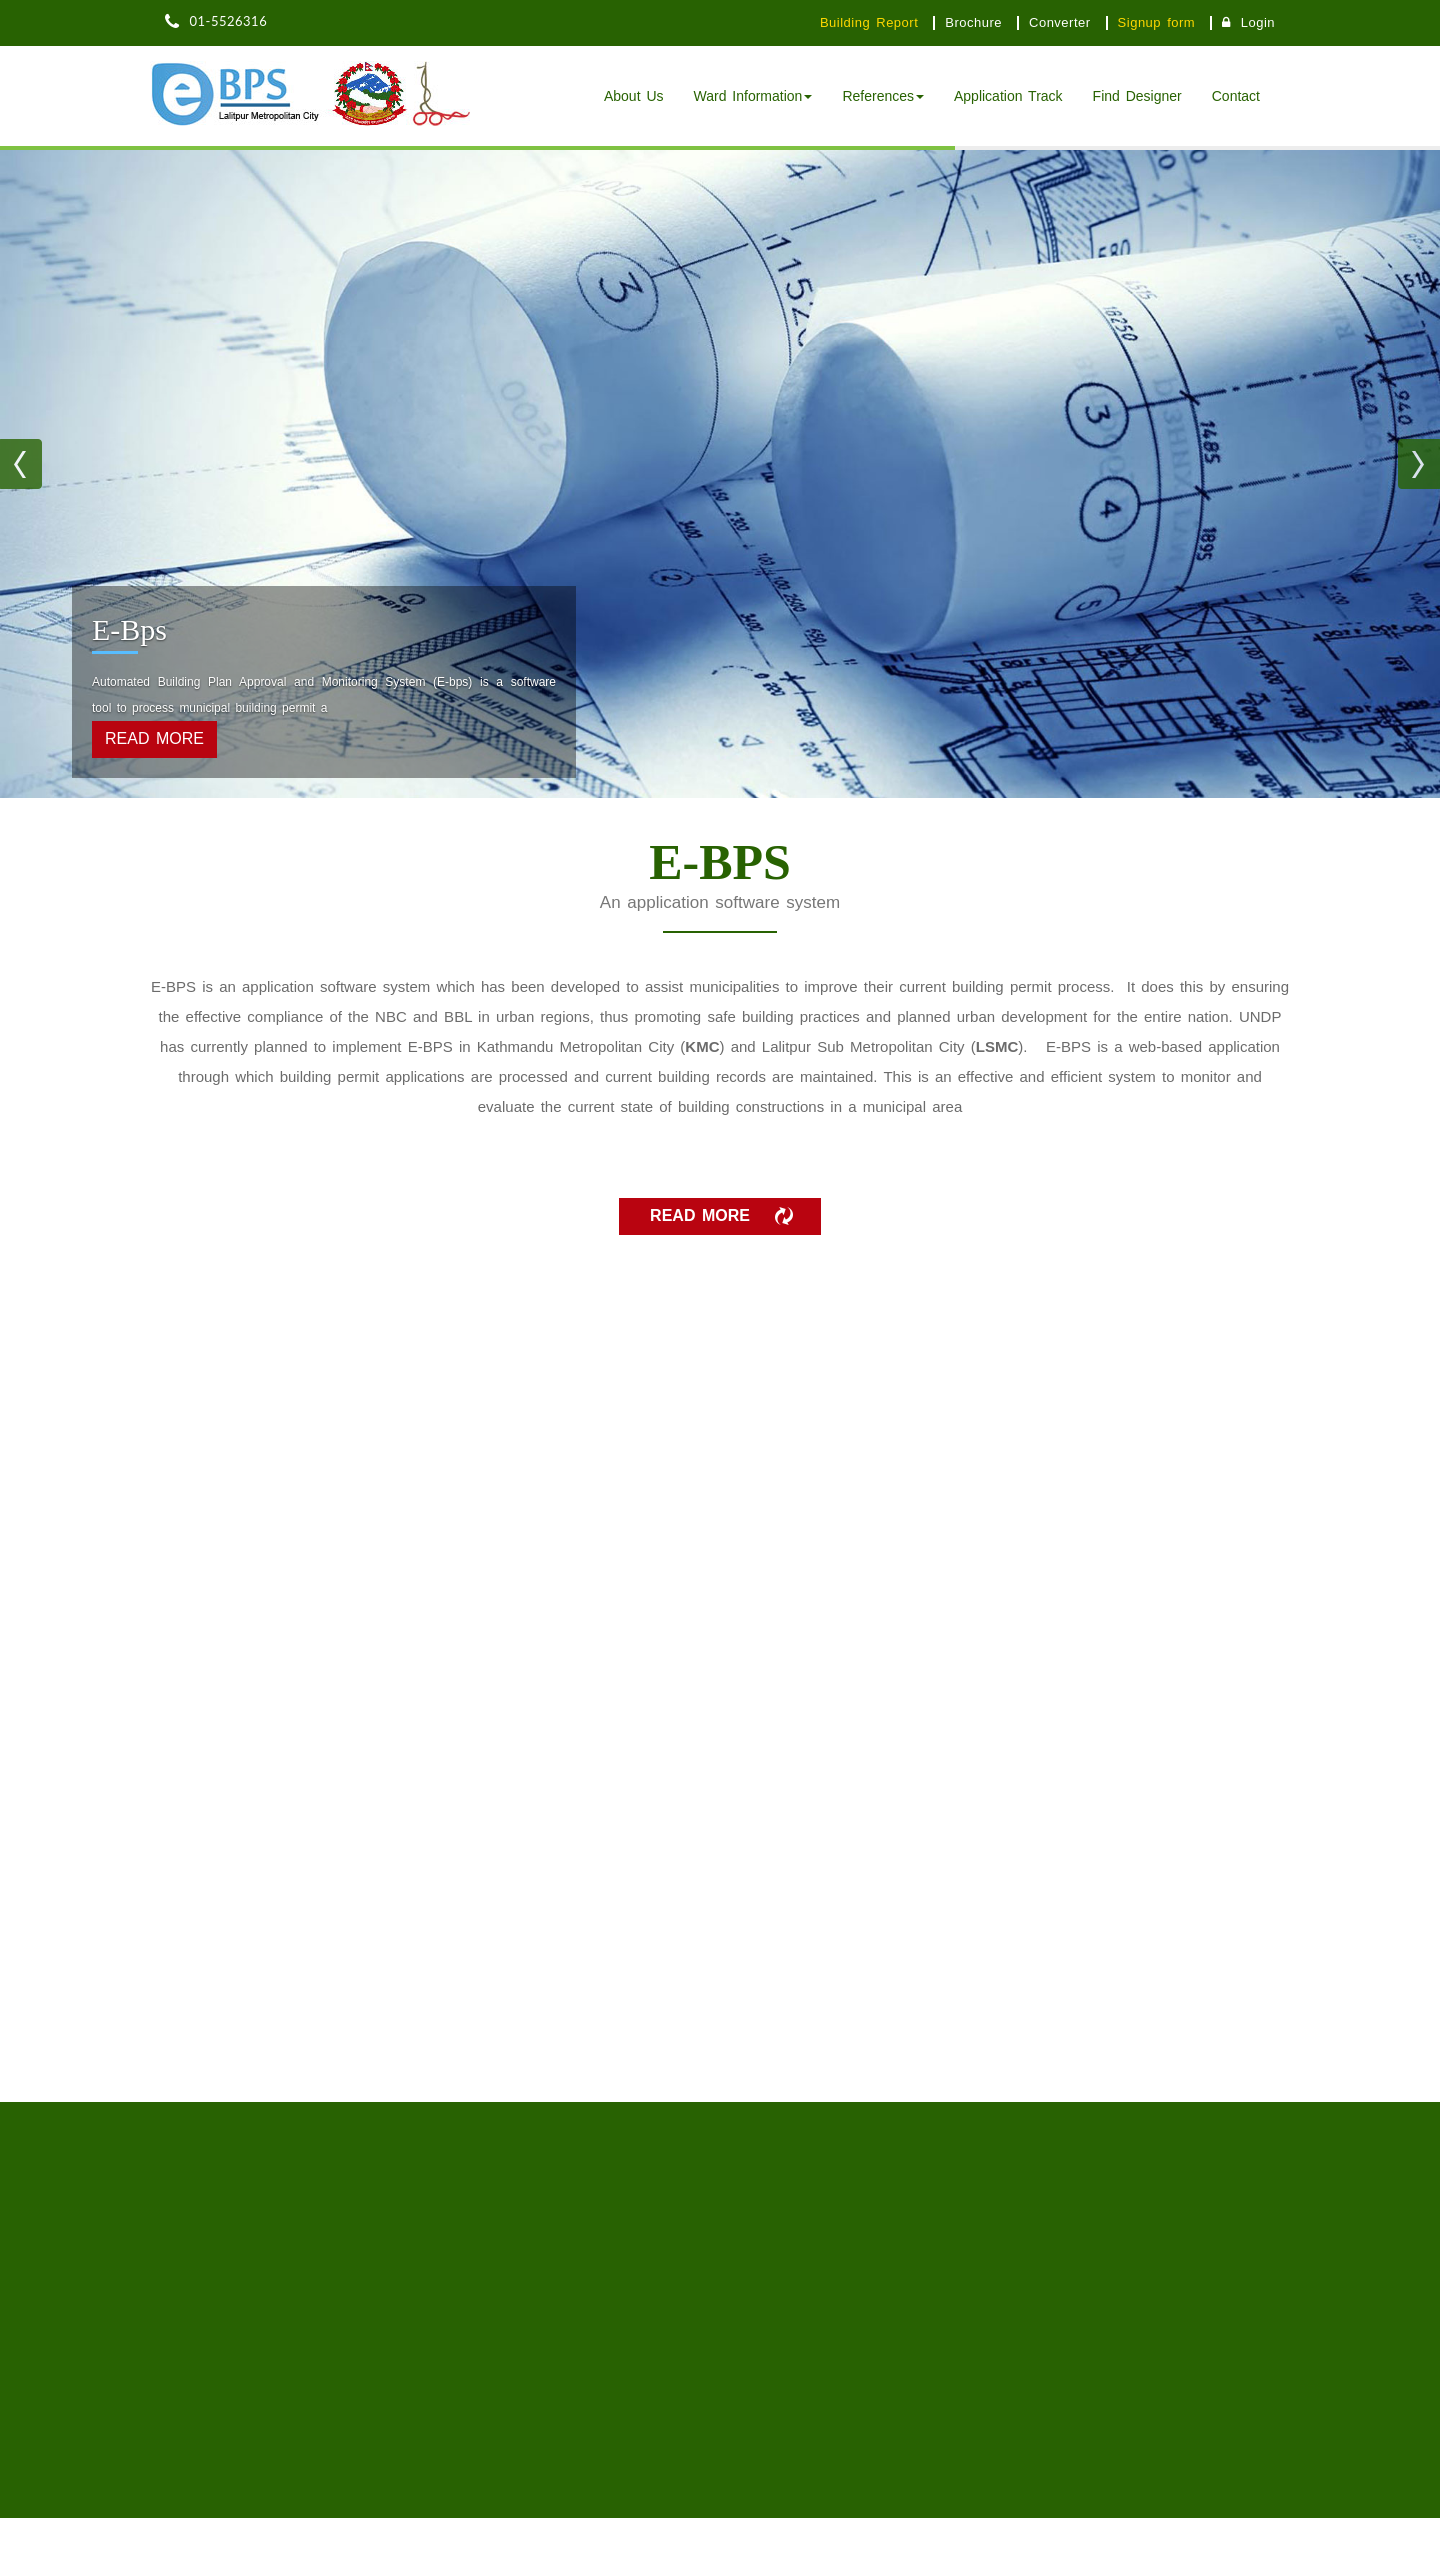 01-5526316
Building Report
Brochure
Converter
Signup form
Login
eBPS
Lalitpur Metropolitan City
About Us
Ward Information
References
Application Track
Find Designer
Contact
E-Bps
Automated Building Plan Approval and Monitoring System (E-bps) is a software
tool to process municipal building permit a
READ MORE
E-BPS
An application software system
E-BPS is an application software system which has been developed to assist municipalities to improve their current building permit process. It does this by ensuring
the effective compliance of the NBC and BBL in urban regions, thus promoting safe building practices and planned urban development for the entire nation. UNDP
has currently planned to implement E-BPS in Kathmandu Metropolitan City (KMC) and Lalitpur Sub Metropolitan City (LSMC). E-BPS is a web-based application
through which building permit applications are processed and current building records are maintained. This is an effective and efficient system to monitor and
evaluate the current state of building constructions in a municipal area
READ MORE